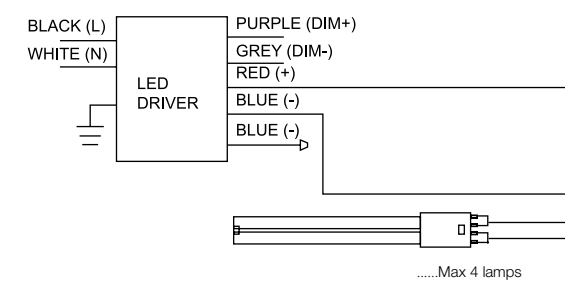 BLACK (L)
WHITE (N)
LED
DRIVER
PURPLE (DIM+)
GREY (DIM-)
RED (+)
BLUE (-)
BLUE (-)
......Max 4 lamps